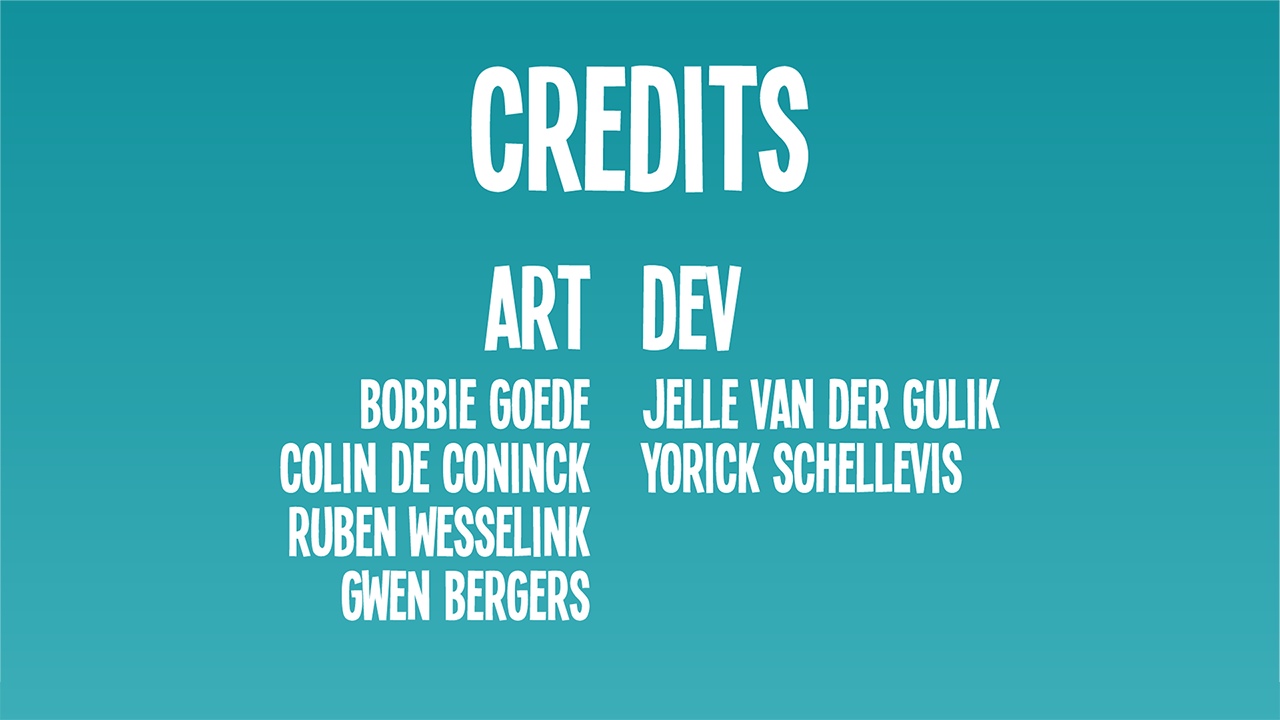 CREDITS
ART
BOBBIE GOEDE
COLIN DE CONINCK
RUBEN WESSELINK
GWEN BERGERS
DEV
JELLE VAN DER GULIK
YORICK SCHELLEVIS